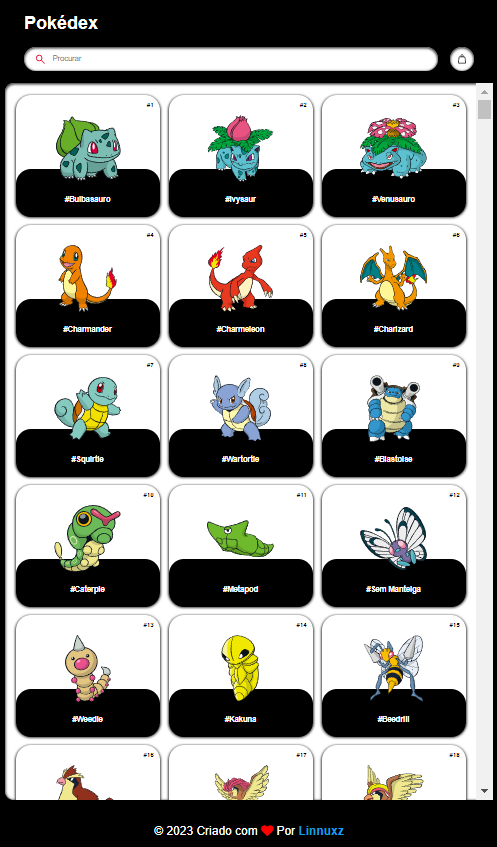 Pokédex
Procurar
#1
#2
#3
#Bulbasauro
#Ivysaur
#Venusauro
#4
#5
#6
#Charmander
#Charmeleon
#Charizard
#7
#8
#9
#Squirtle
#Wartortle
#Blastoise
#10
#11
#12
#Caterpie
#Metapod
#Sem Manteiga
#13
#14
#15
#Weedle
#Kakuna
#Beedrill
#16
#17
#18
© 2023 Criado com ❤ Por Linnuxz